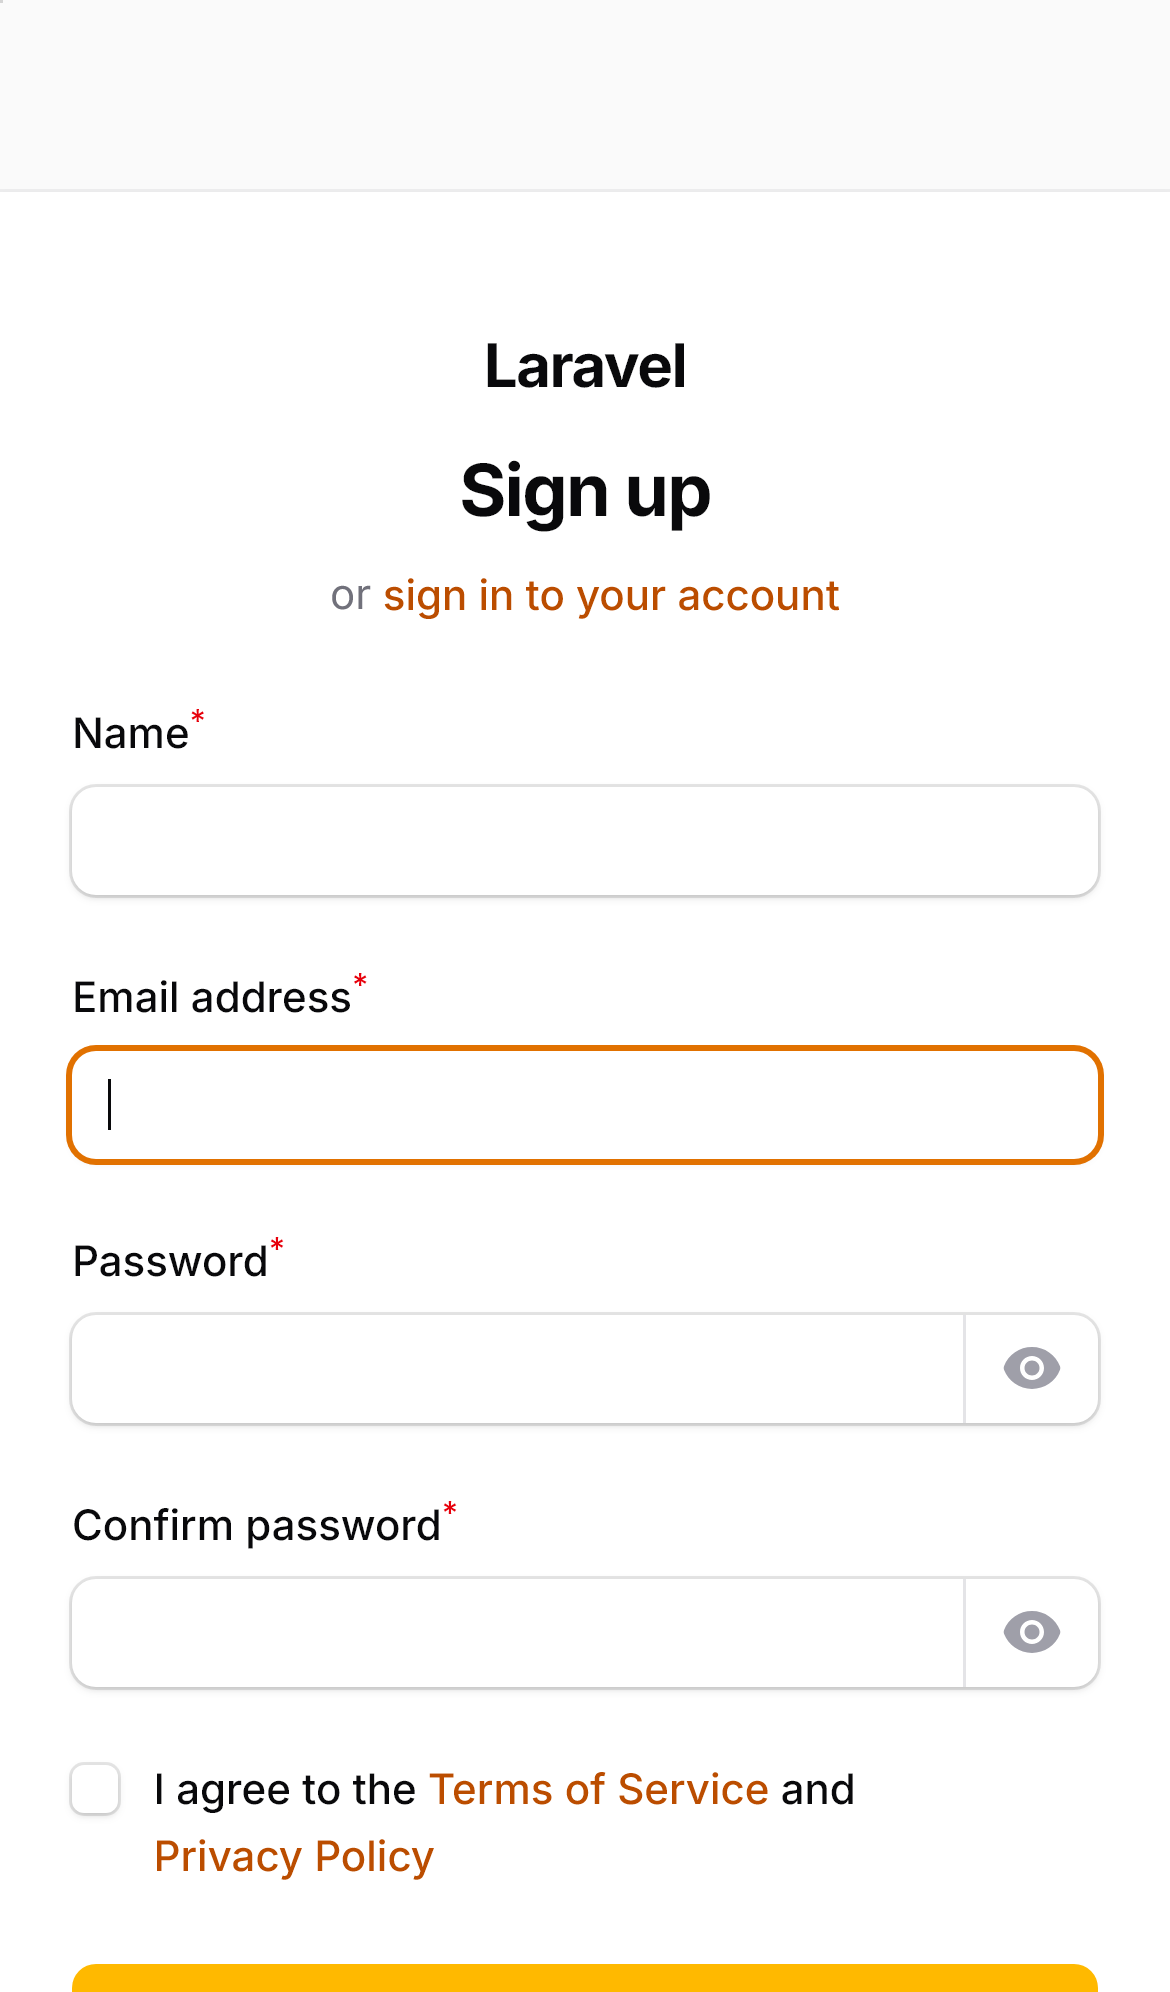 Laravel
Sign up
or sign in to your account
Name*
Email address*
Password*
Confirm password*
I agree to the Terms of Service and
Privacy Policy